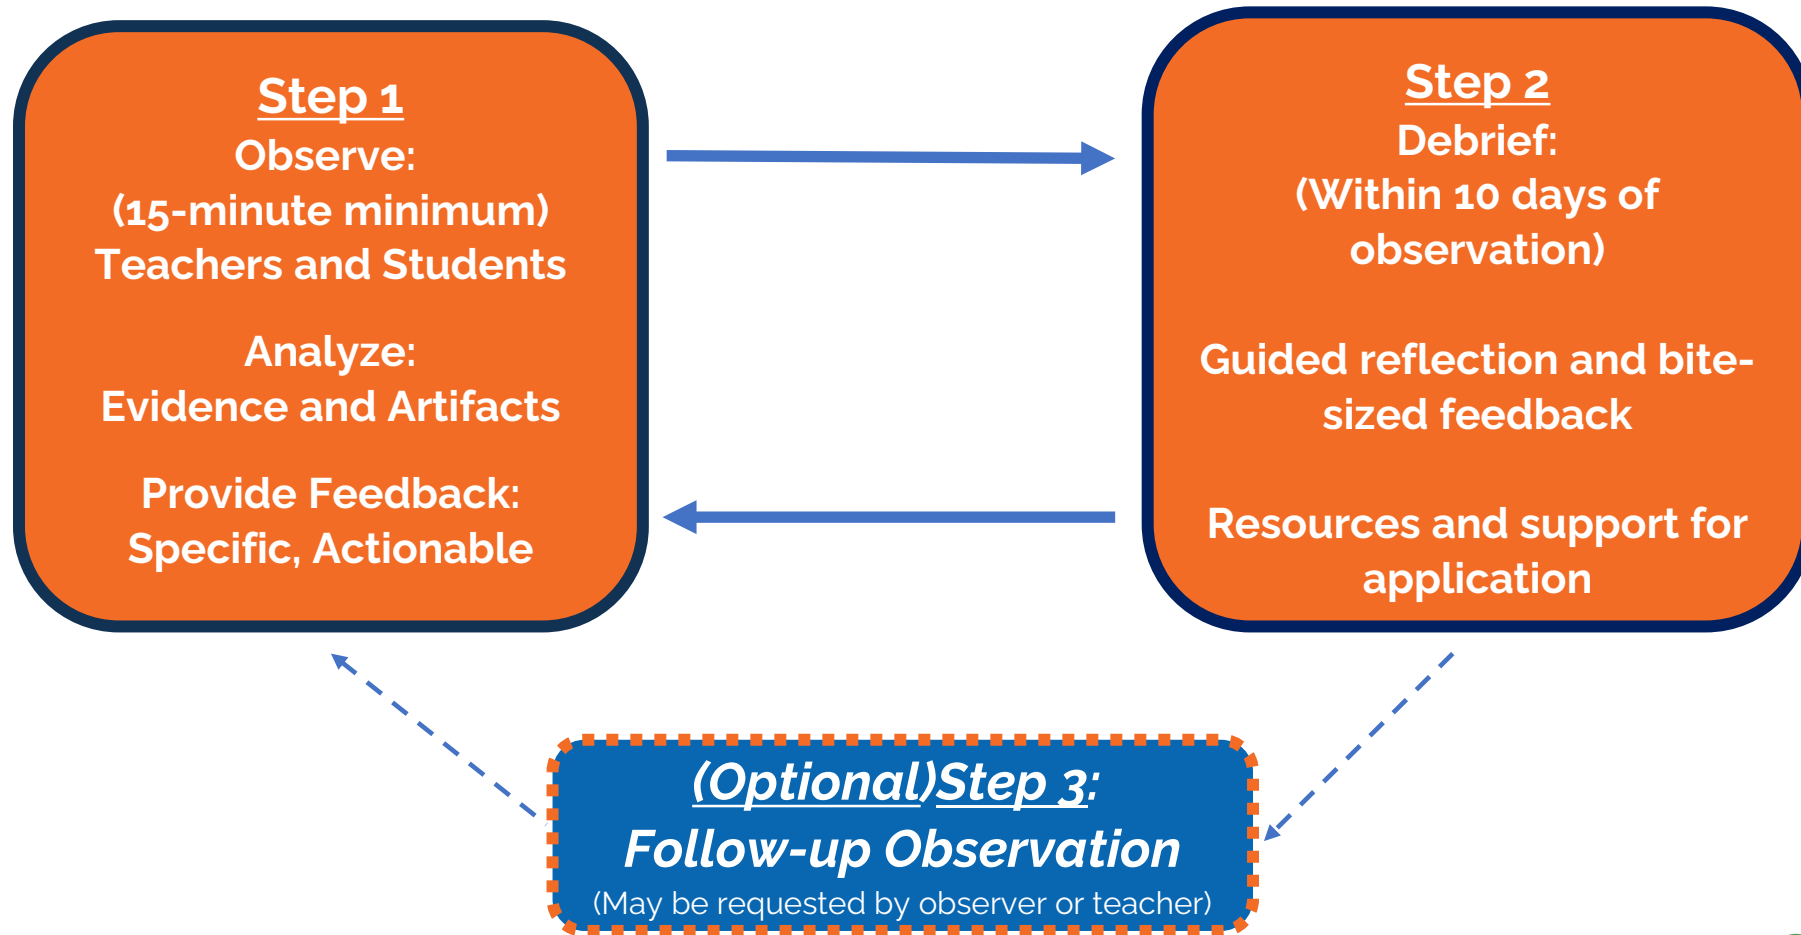 Step 1
Observe:
(15-minute minimum)
Teachers and Students
Analyze:
Evidence and Artifacts
Provide Feedback:
Specific, Actionable
Step 2
Debrief:
(Within 10 days of
observation)
Guided reflection and bite-
sized feedback
Resources and support for
application
(Optional)Step 3:
Follow-up Observation
(May be requested by observer or teacher)